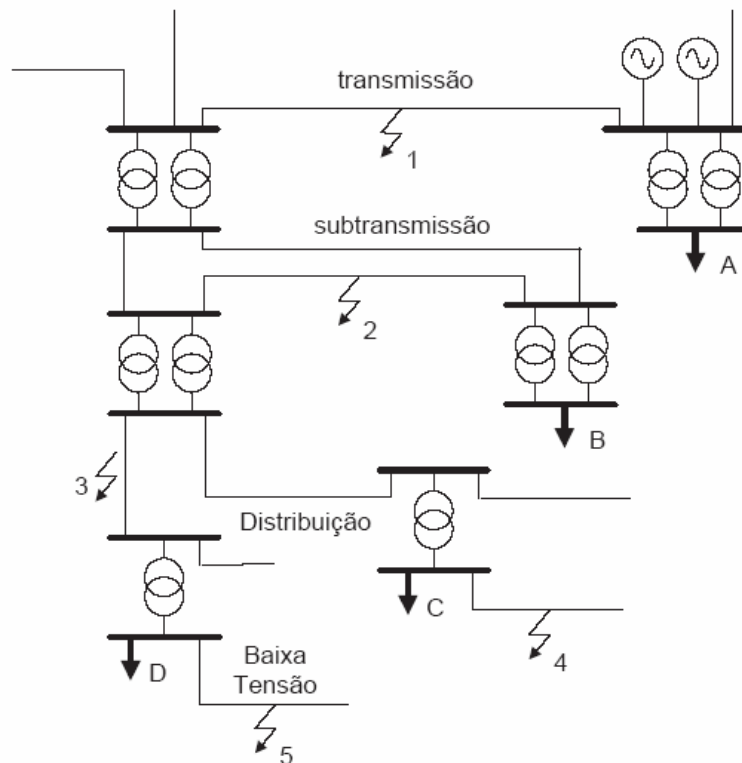 transmissão
1
subtransmissão
A
2
B
3
Distribuição
C
4
D
Baixa
Tensão
5